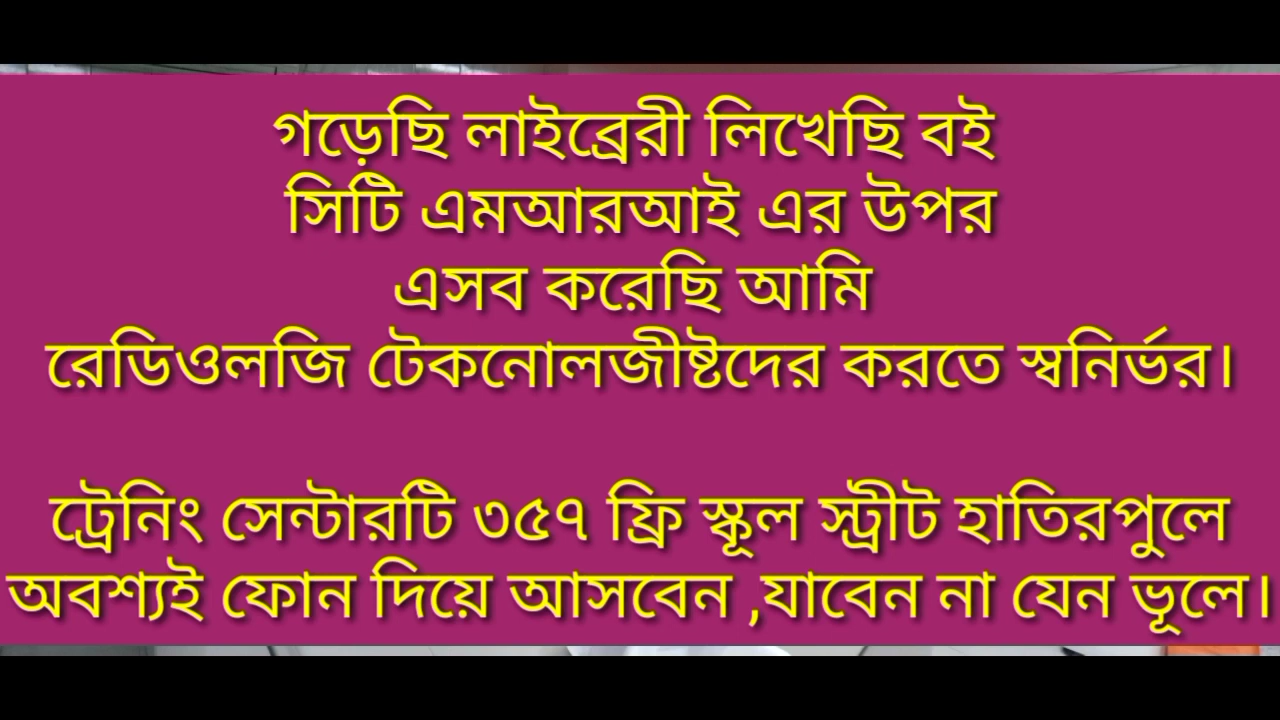 গড়েছি লাইব্রেরী লিখেছি বই
সিটি এমআরআই এর উপর
এসব করেছি আমি
রেডিওলজি টেকনোলজীষ্টদের করতে স্বনির্ভর।
ট্রেনিং সেন্টারটি ৩৫৭ ফ্রি স্কূল স্ট্রীট হাতিরপুলে
অবশ্যই ফোন দিয়ে আসবেন ,যাবেন না যেন ভূলে।